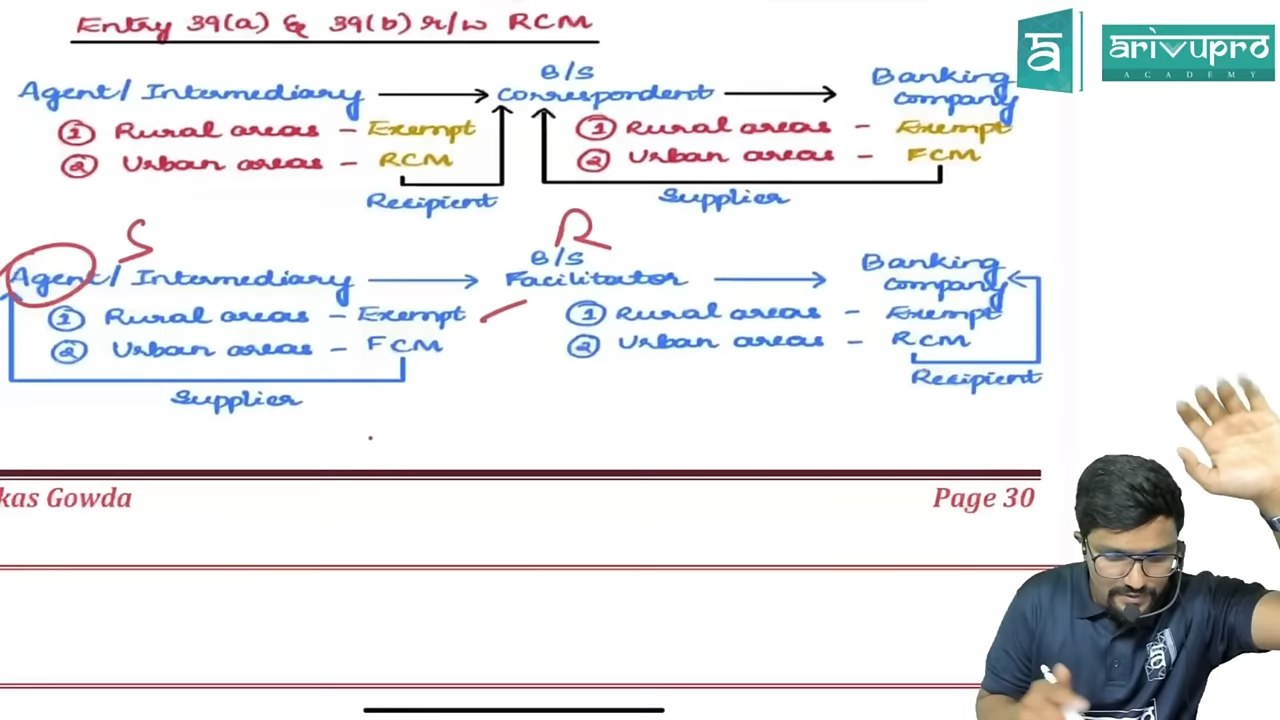 Entry 39(a) & 39(b) r/w RCM
arivupro
ACADEMY
Agent/ Intermediary
B/S
Correspondent
Banking
company
① Rural areas - Exempt
② Urban areas - RCM
① Rural areas - Exempt
② Urban areas - FCM
Recipient
Supplier
S
R
Agent/ Intermediary
B/S
Facilitator
Banking
company
① Rural areas - Exempt
② Urban areas - FCM
① Rural areas - Exempt
② Urban areas - RCM
Supplier
Recipient
kas Gowda
Page 30